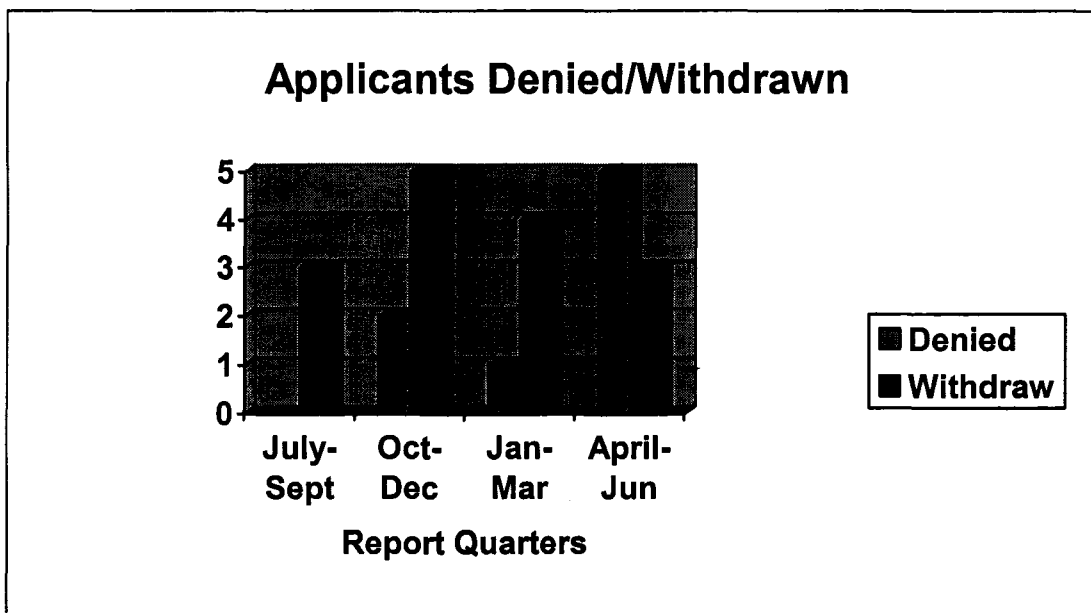 Applicants Denied/Withdrawn
5
4
3
2
1
0
July-
Sept
Oct-
Dec
Jan-
Mar
April-
Jun
Report Quarters
Denied
Withdraw